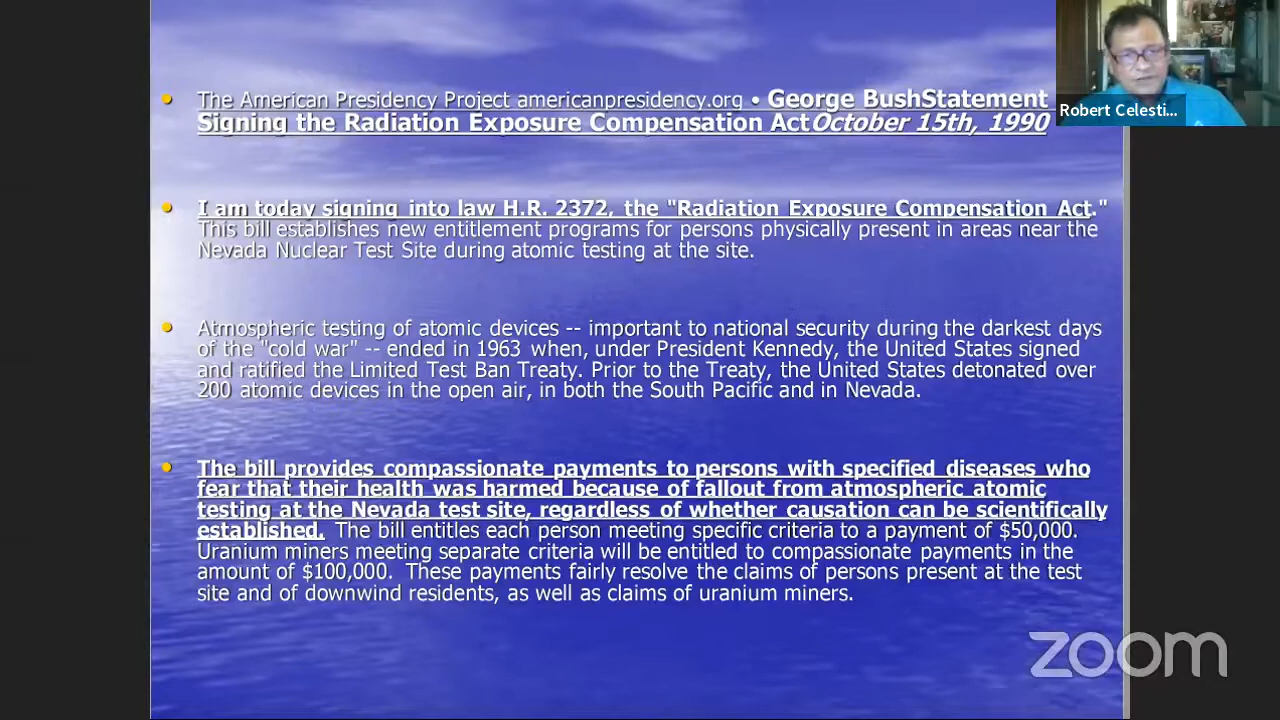 The American Presidency Project americanpresidency.org • George BushStatement
Signing the Radiation Exposure Compensation ActOctober 15th, 1990
I am today signing into law H.R. 2372, the "Radiation Exposure Compensation Act."
This bill establishes new entitlement programs for persons physically present in areas near the
Nevada Nuclear Test Site during atomic testing at the site.
Atmospheric testing of atomic devices -- important to national security during the darkest days
of the "cold war" -- ended in 1963 when, under President Kennedy, the United States signed
and ratified the Limited Test Ban Treaty. Prior to the Treaty, the United States detonated over
200 atomic devices in the open air, in both the South Pacific and in Nevada.
The bill provides compassionate payments to persons with specified diseases who
fear that their health was harmed because of fallout from atmospheric atomic
testing at the Nevada test site, regardless of whether causation can be scientifically
established. The bill entitles each person meeting specific criteria to a payment of $50,000.
Uranium miners meeting separate criteria will be entitled to compassionate payments in the
amount of $100,000. These payments fairly resolve the claims of persons present at the test
site and of downwind residents, as well as claims of uranium miners.
Robert Celesti...
zoom